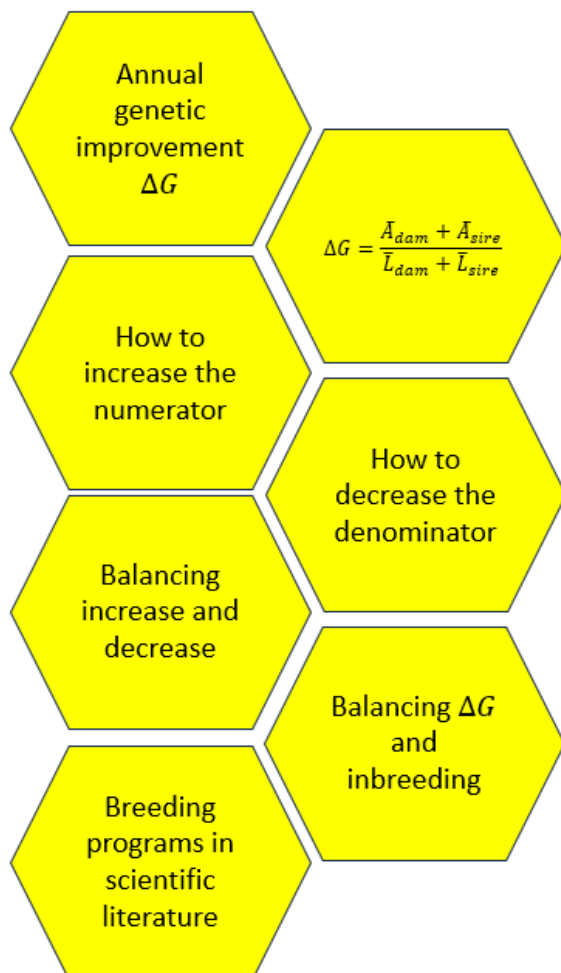 Annual
genetic
improvement
Δ𝐺
Δ𝐺 = (Ā_dam + Ā_sire) / (L̄_dam + L̄_sire)
How to
increase the
numerator
How to
decrease the
denominator
Balancing
increase and
decrease
Balancing Δ𝐺
and
inbreeding
Breeding
programs in
scientific
literature